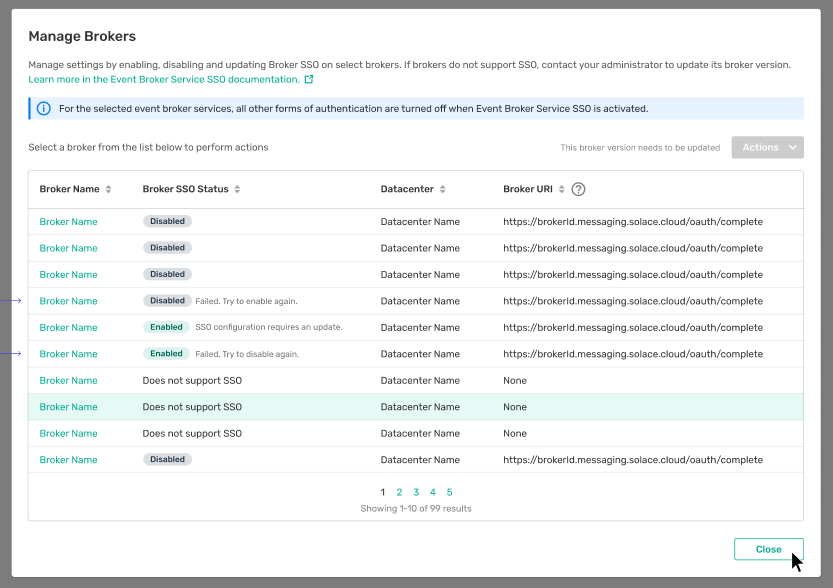 Manage Brokers
Manage settings by enabling, disabling and updating Broker SSO on select brokers. If brokers do not support SSO, contact your administrator to update its broker version.
Learn more in the Event Broker Service SSO documentation.
For the selected event broker services, all other forms of authentication are turned off when Event Broker Service SSO is activated.
Select a broker from the list below to perform actions This broker version needs to be updated Actions
Broker Name Broker SSO Status Datacenter Broker URI ?
Broker Name Disabled Datacenter Name https://brokerId.messaging.solace.cloud/oauth/complete
Broker Name Disabled Datacenter Name https://brokerId.messaging.solace.cloud/oauth/complete
Broker Name Disabled Datacenter Name https://brokerId.messaging.solace.cloud/oauth/complete
Broker Name Disabled Failed. Try to enable again. Datacenter Name https://brokerId.messaging.solace.cloud/oauth/complete
Broker Name Enabled SSO configuration requires an update. Datacenter Name https://brokerId.messaging.solace.cloud/oauth/complete
Broker Name Enabled Failed. Try to disable again. Datacenter Name https://brokerId.messaging.solace.cloud/oauth/complete
Broker Name Does not support SSO Datacenter Name None
Broker Name Does not support SSO Datacenter Name None
Broker Name Does not support SSO Datacenter Name None
Broker Name Disabled Datacenter Name https://brokerId.messaging.solace.cloud/oauth/complete
1 2 3 4 5
Showing 1-10 of 99 results
Close